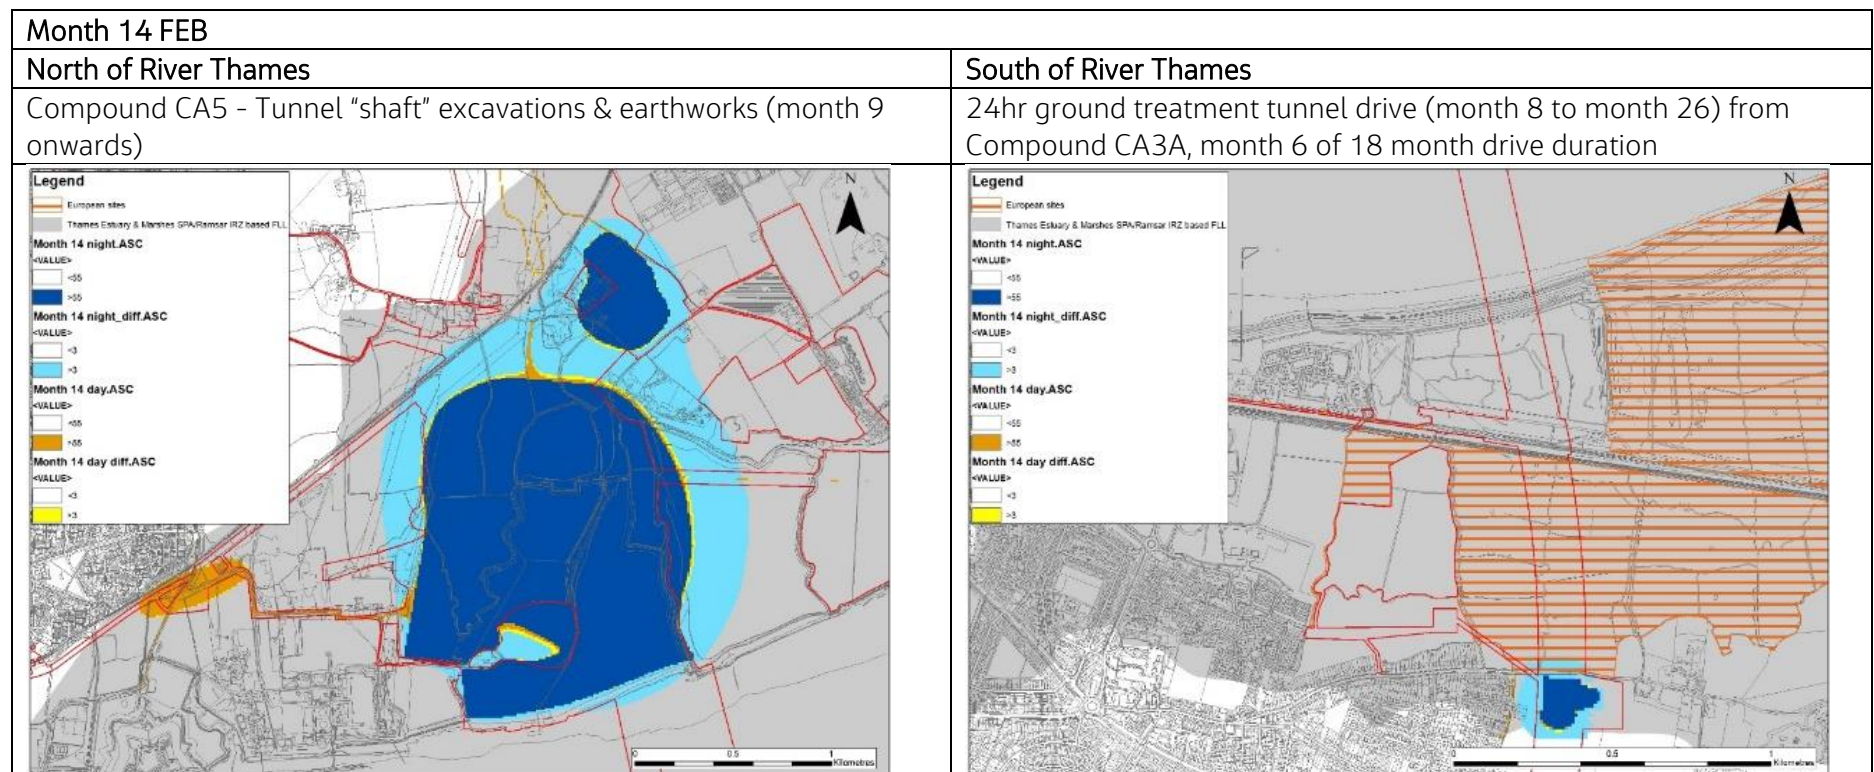 Month 14 FEB
North of River Thames
South of River Thames
Compound CA5 - Tunnel “shaft” excavations & earthworks (month 9
onwards)
24hr ground treatment tunnel drive (month 8 to month 26) from
Compound CA3A, month 6 of 18 month drive duration
Legend
European sites
Thames Estuary & Marshes SPA/Ramsar IRZ based FLL
Month 14 night.ASC
<VALUE>
<55
>55
Month 14 night_diff.ASC
<VALUE>
<3
>3
Month 14 day.ASC
<VALUE>
<55
>55
Month 14 day diff.ASC
<VALUE>
<3
>3
N
0
0.5
1
Kilometres
Legend
European sites
Thames Estuary & Marshes SPA/Ramsar IRZ based FLL
Month 14 night.ASC
<VALUE>
<55
>55
Month 14 night_diff.ASC
<VALUE>
<3
>3
Month 14 day.ASC
<VALUE>
<55
>55
Month 14 day diff.ASC
<VALUE>
<3
>3
N
0
0.5
1
Kilometres